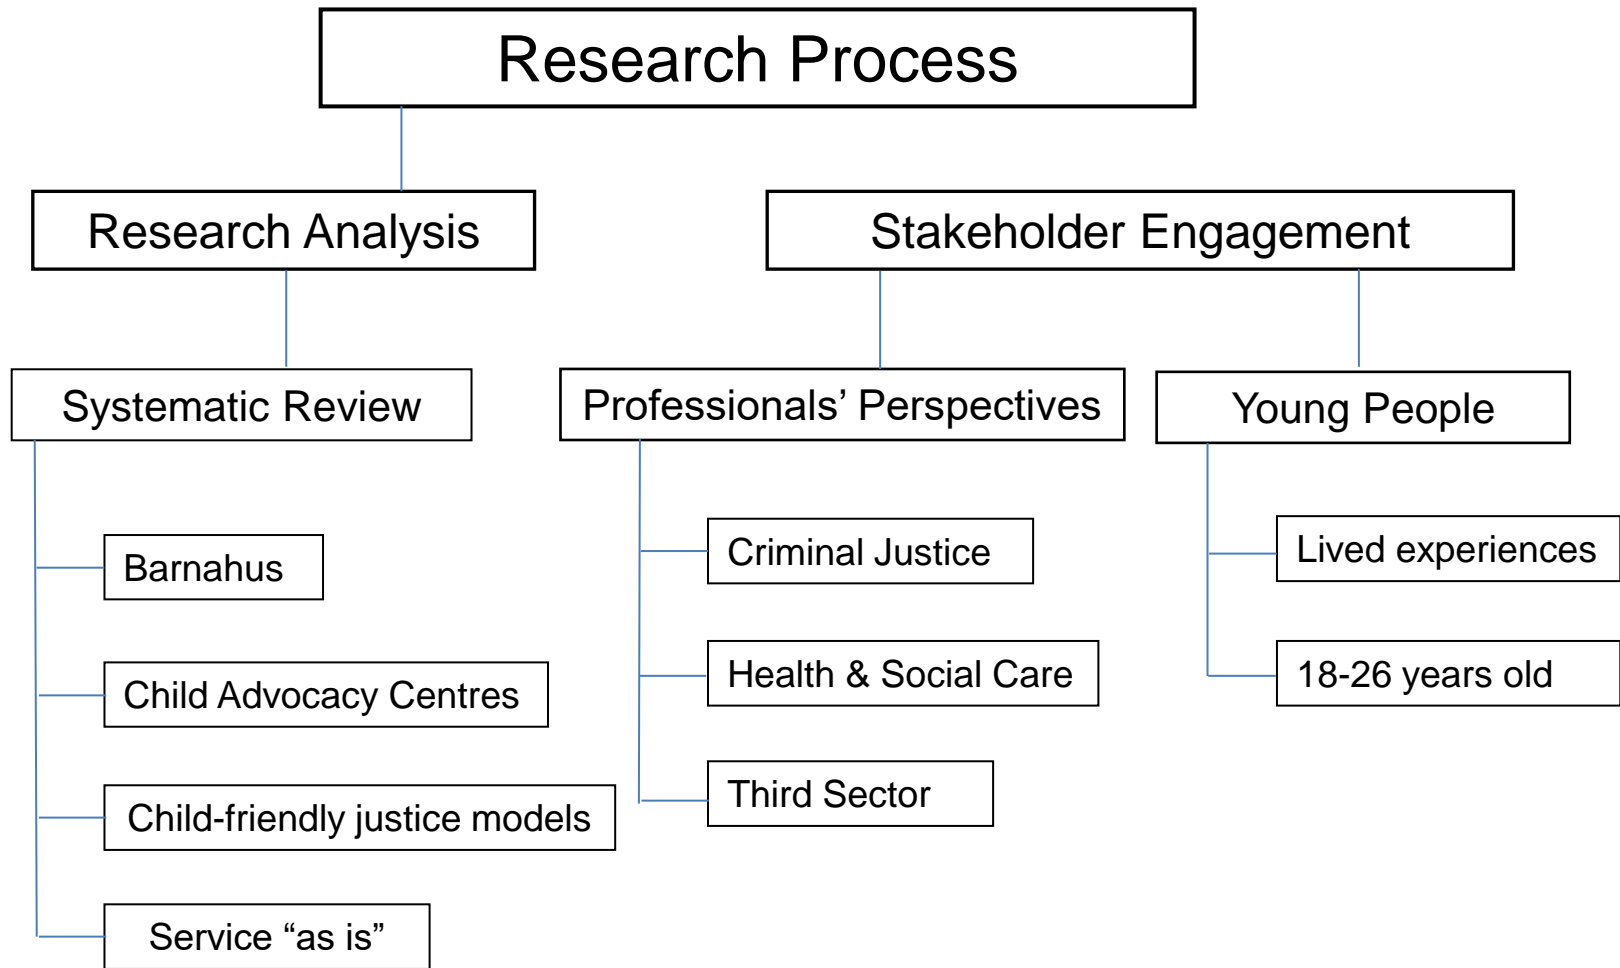 Research Process
Research Analysis
Stakeholder Engagement
Systematic Review
Professionals’ Perspectives
Young People
Barnahus
Child Advocacy Centres
Child-friendly justice models
Service “as is”
Criminal Justice
Health & Social Care
Third Sector
Lived experiences
18-26 years old